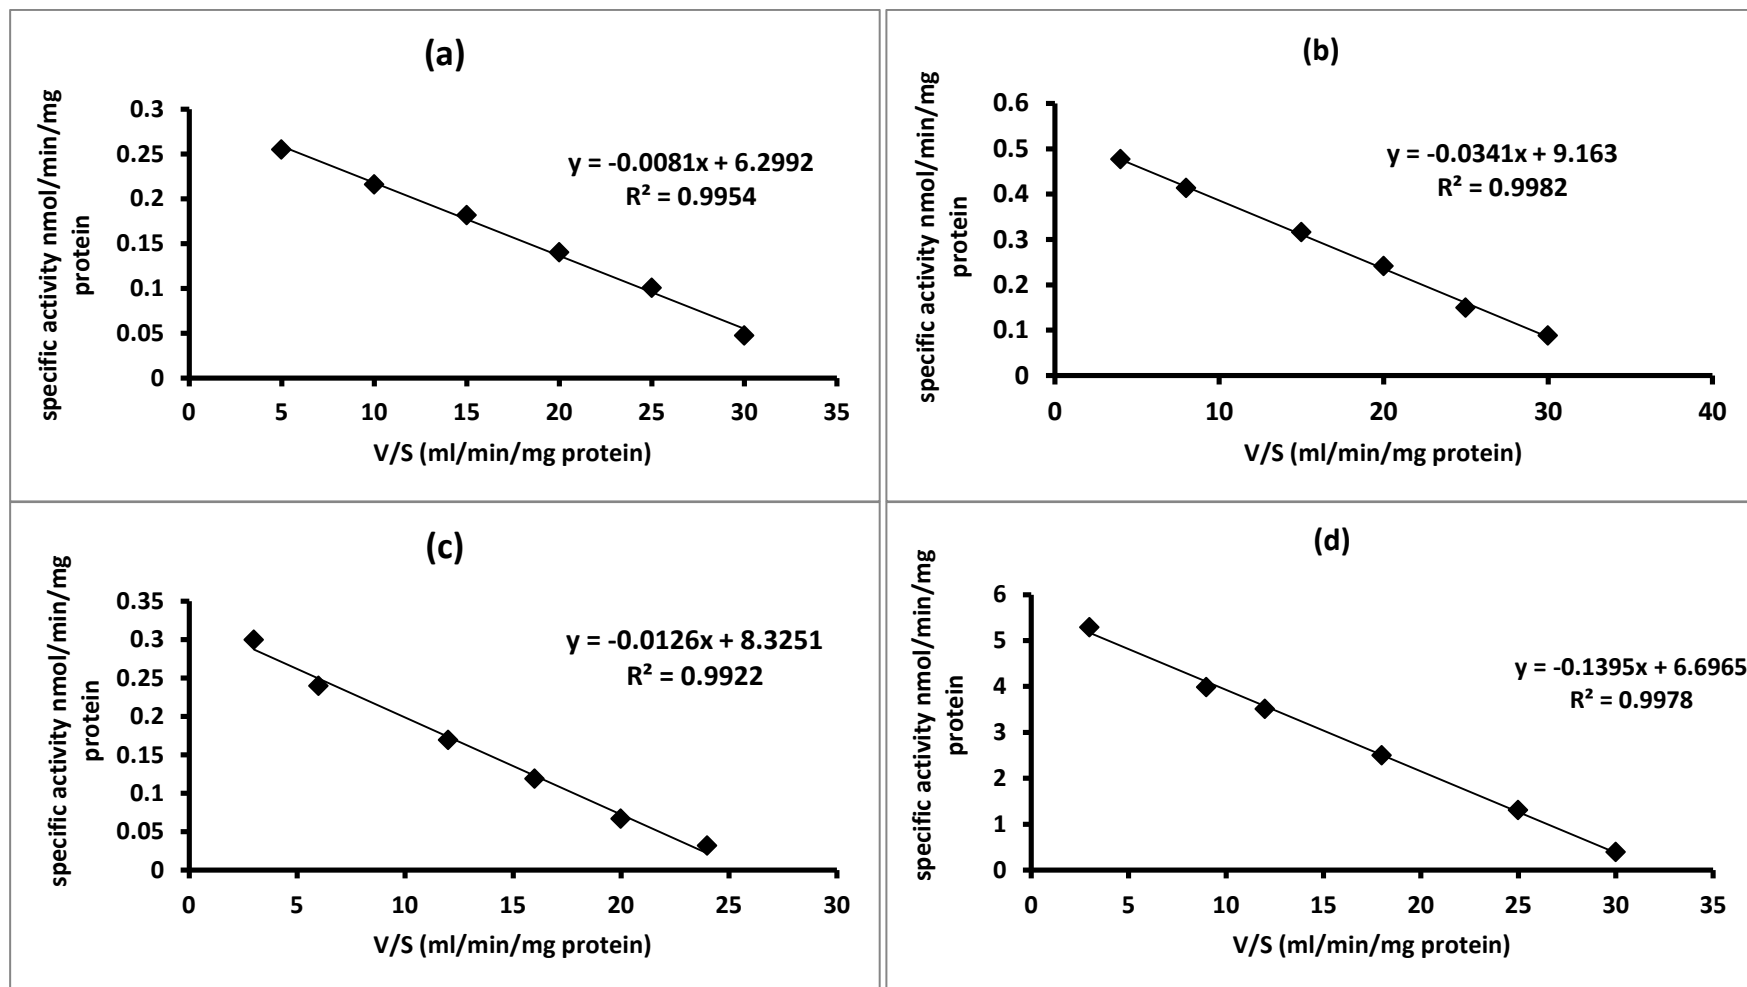 (a)
specific activity nmol/min/mg
protein
0.3
0.25
0.2
0.15
0.1
0.05
0
y = -0.0081x + 6.2992
R² = 0.9954
0 5 10 15 20 25 30 35
V/S (ml/min/mg protein)
(b)
specific activity nmol/min/mg
protein
0.6
0.5
0.4
0.3
0.2
0.1
0
y = -0.0341x + 9.163
R² = 0.9982
0 10 20 30 40
V/S (ml/min/mg protein)
(c)
specific activity nmol/min/mg
protein
0.35
0.3
0.25
0.2
0.15
0.1
0.05
0
y = -0.0126x + 8.3251
R² = 0.9922
0 5 10 15 20 25 30
V/S (ml/min/mg protein)
(d)
specific activity nmol/min/mg
protein
6
5
4
3
2
1
0
y = -0.1395x + 6.6965
R² = 0.9978
0 5 10 15 20 25 30 35
V/S (ml/min/mg protein)